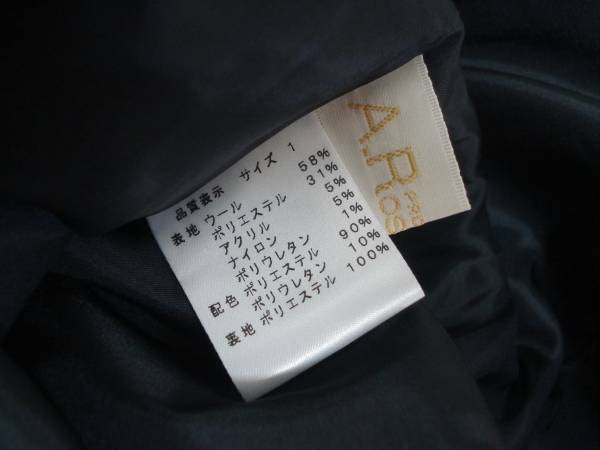 品質表示 サイズ 1
表地 ウール 58%
ポリエステル 31%
アクリル 5%
ナイロン 5%
ポリウレタン 1%
配色 ポリエステル 90%
ポリウレタン 10%
裏地 ポリエステル 100%
A.R